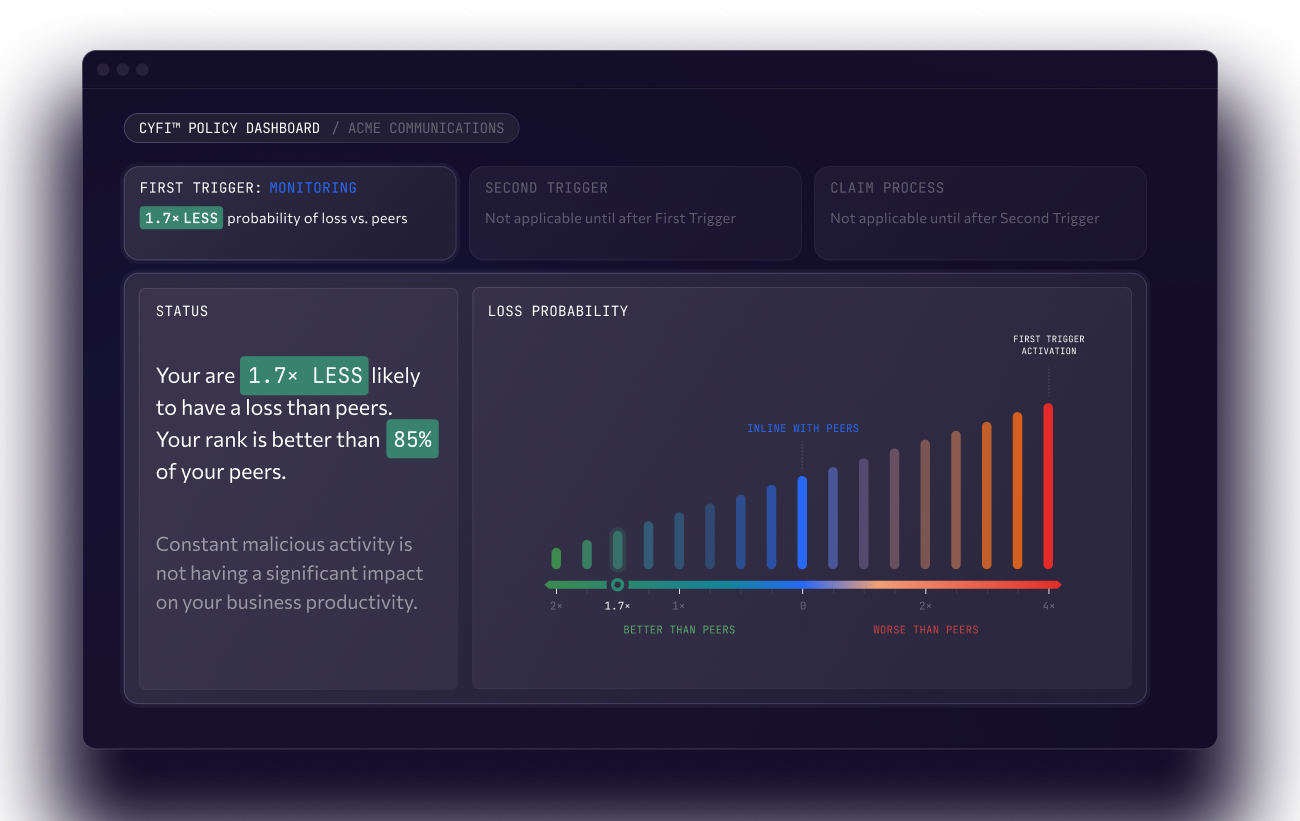 CYFI™ POLICY DASHBOARD / ACME COMMUNICATIONS
FIRST TRIGGER: MONITORING
1.7× LESS probability of loss vs. peers
SECOND TRIGGER
Not applicable until after First Trigger
CLAIM PROCESS
Not applicable until after Second Trigger
STATUS
Your are 1.7× LESS likely
to have a loss than peers.
Your rank is better than 85%
of your peers.
Constant malicious activity is
not having a significant impact
on your business productivity.
LOSS PROBABILITY
FIRST TRIGGER
ACTIVATION
INLINE WITH PEERS
2× 1.7× 1× 0 2× 4×
BETTER THAN PEERS WORSE THAN PEERS